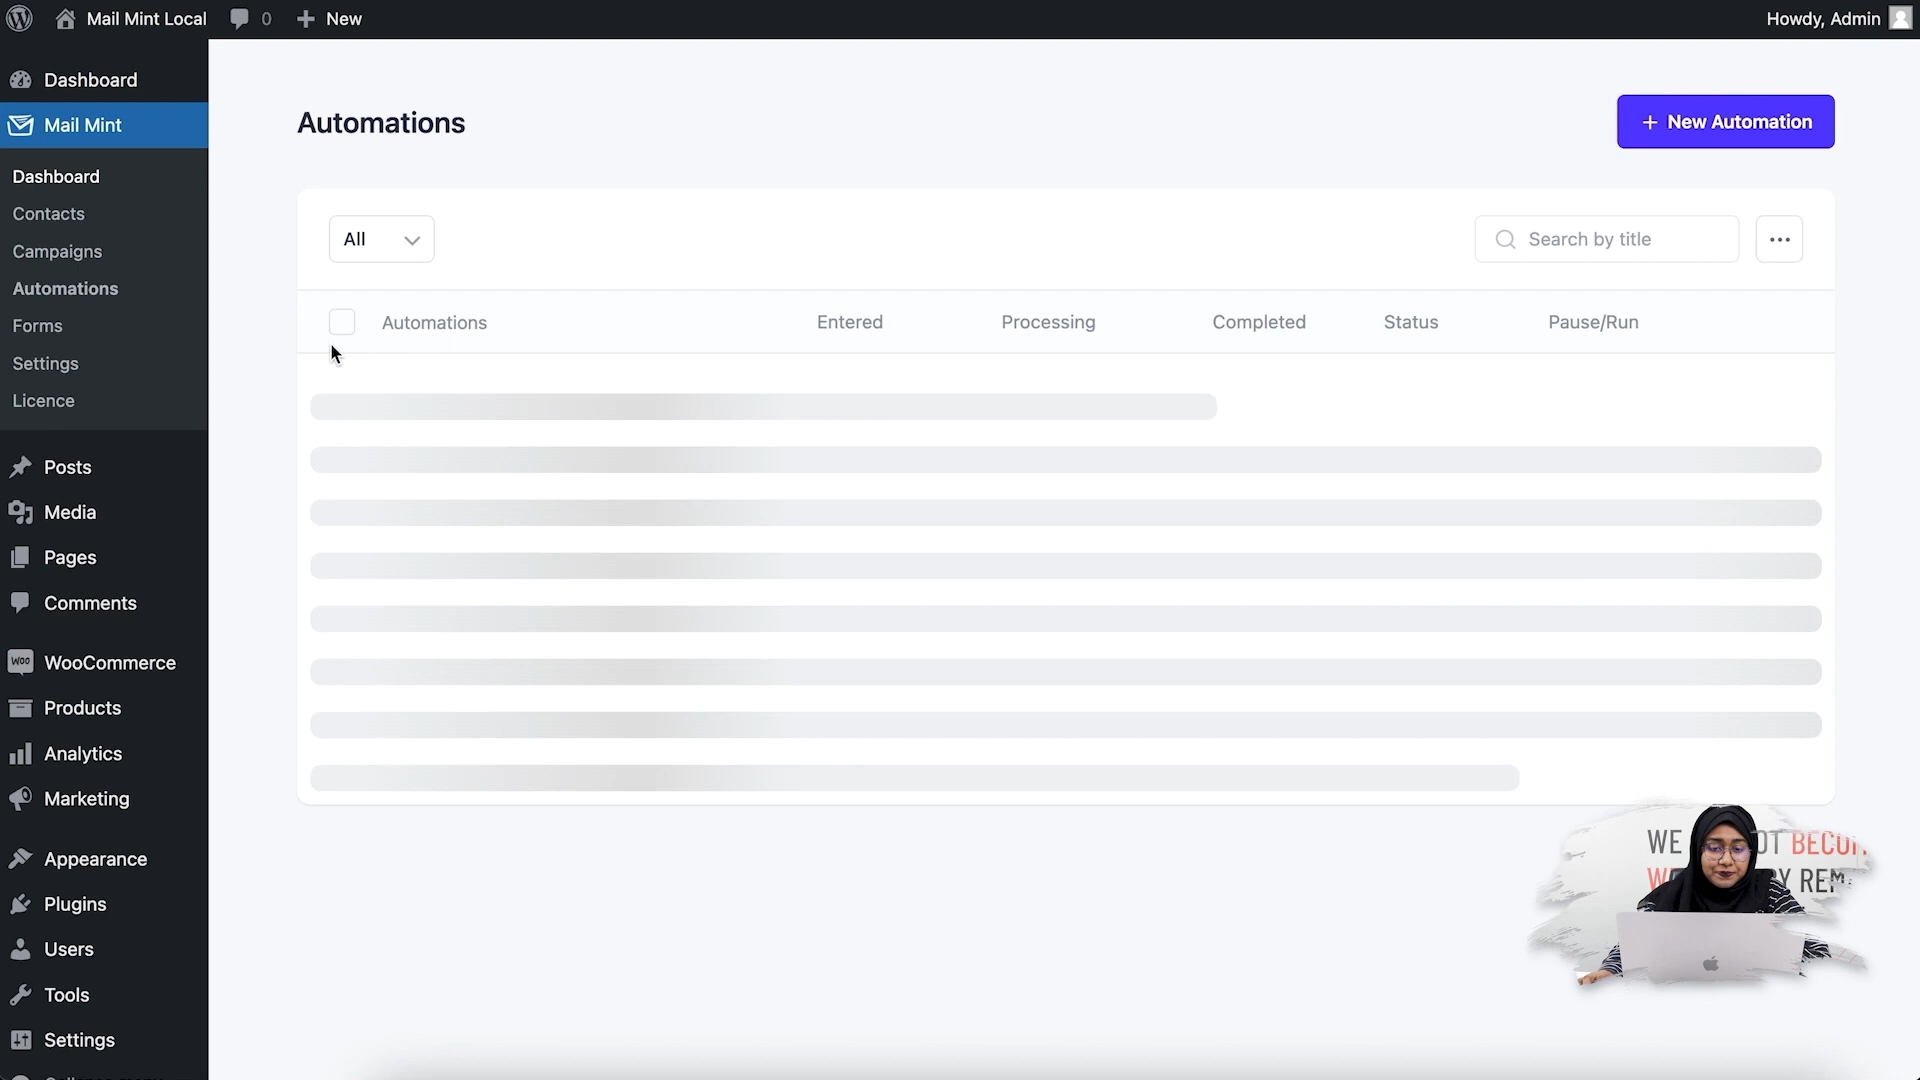 Mail Mint Local
0
New
Howdy, Admin
Dashboard
Mail Mint
Dashboard
Contacts
Campaigns
Automations
Forms
Settings
Licence
Posts
Media
Pages
Comments
WOO WooCommerce
Products
Analytics
Marketing
Appearance
Plugins
Users
Tools
Settings
Automations
+ New Automation
All
Search by title
Automations Entered Processing Completed Status Pause/Run
WE